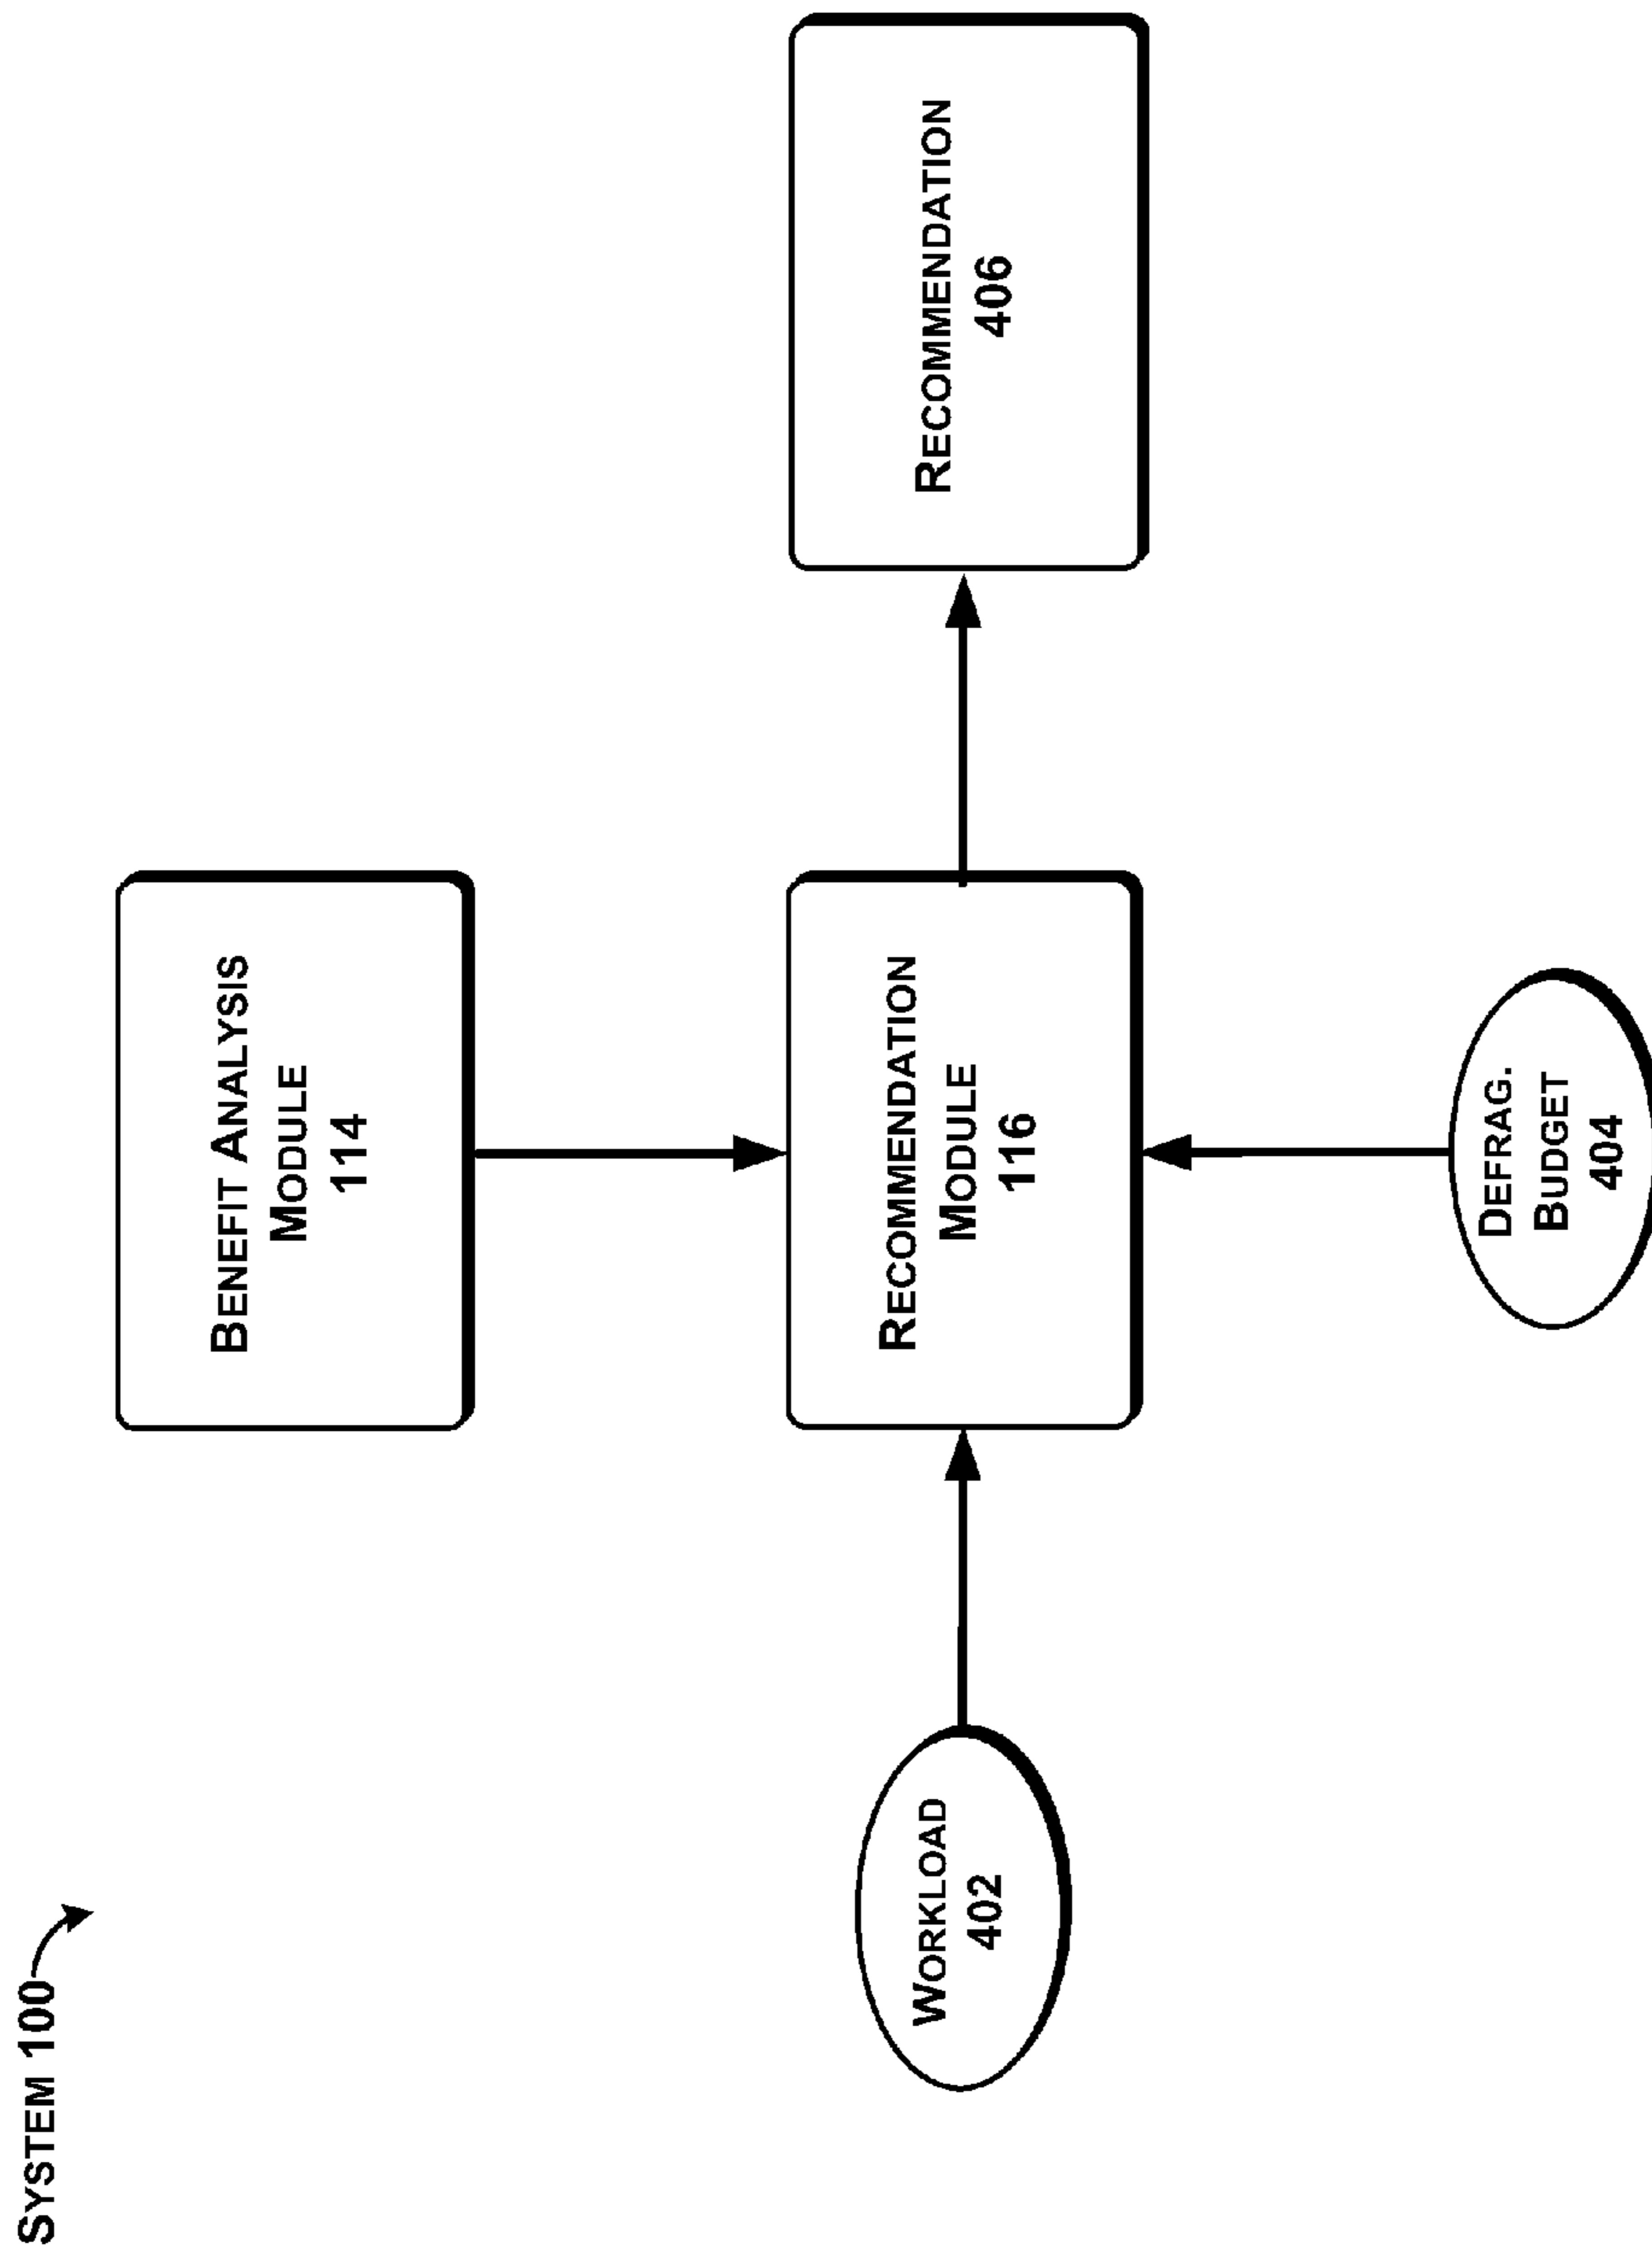 SYSTEM 100
BENEFIT ANALYSIS
MODULE
114
WORKLOAD
402
RECOMMENDATION
MODULE
116
RECOMMENDATION
406
DEFRAG.
BUDGET
404